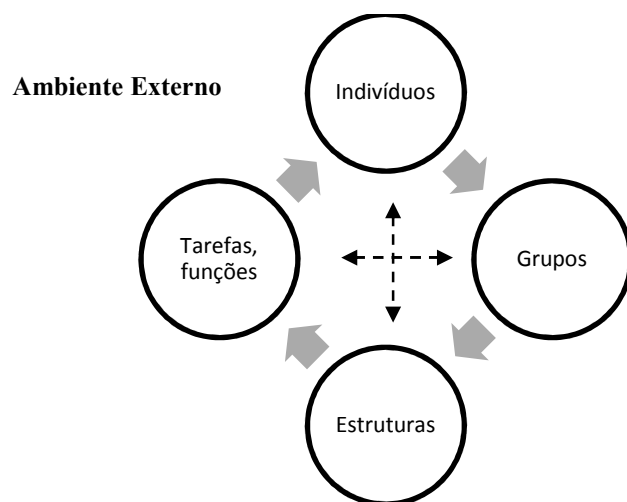 Ambiente Externo
Indivíduos
Tarefas,
funções
Grupos
Estruturas